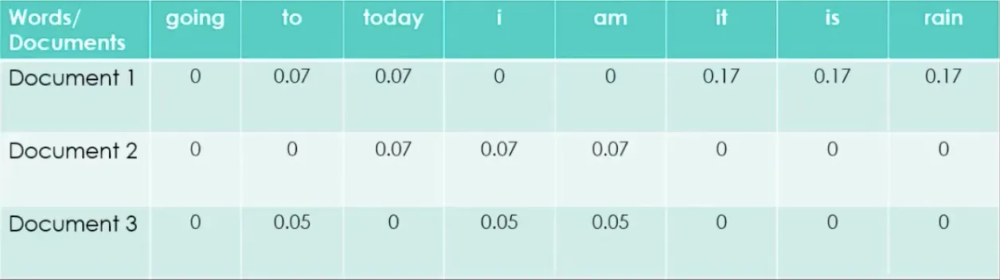 Words/ going to today i am it is rain
Documents
Document 1 0 0.07 0.07 0 0 0.17 0.17 0.17
Document 2 0 0 0.07 0.07 0.07 0 0 0
Document 3 0 0.05 0 0.05 0.05 0 0 0